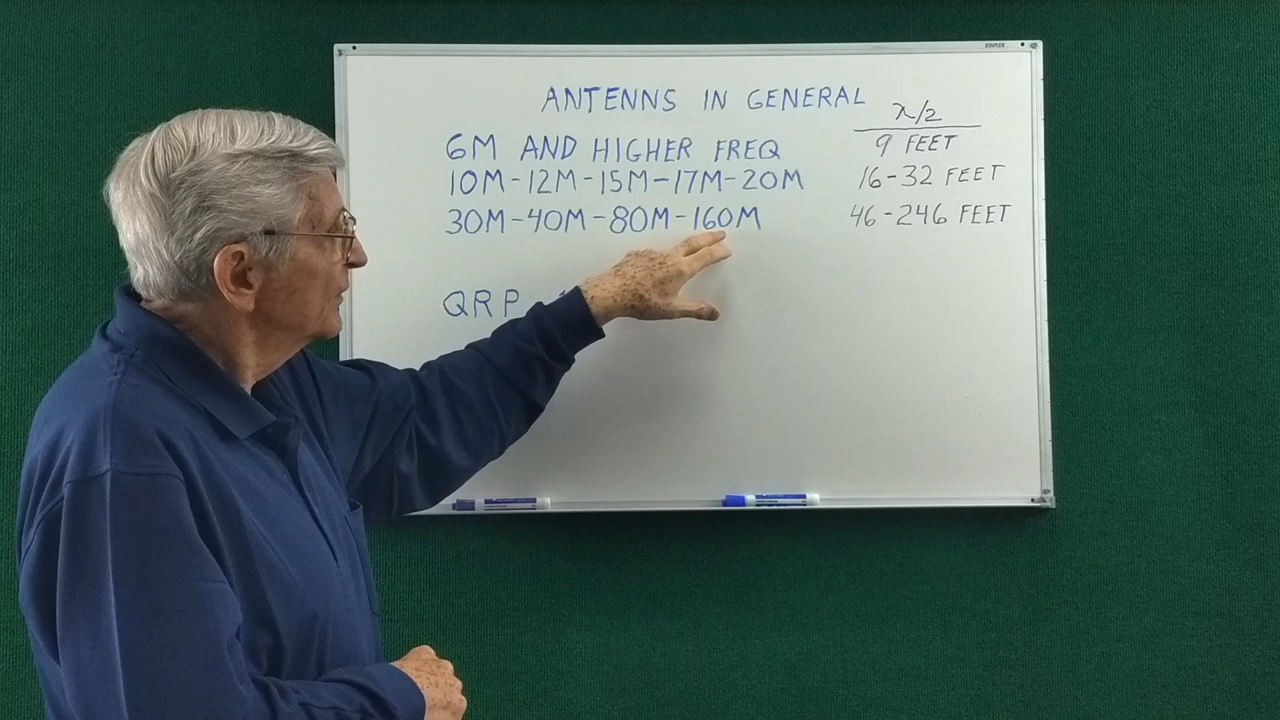 ANTENNS IN GENERAL
λ/2
6M AND HIGHER FREQ 9 FEET
10M-12M-15M-17M-20M 16-32 FEET
30M-40M-80M-160M 46-246 FEET
QRP
STAPLES